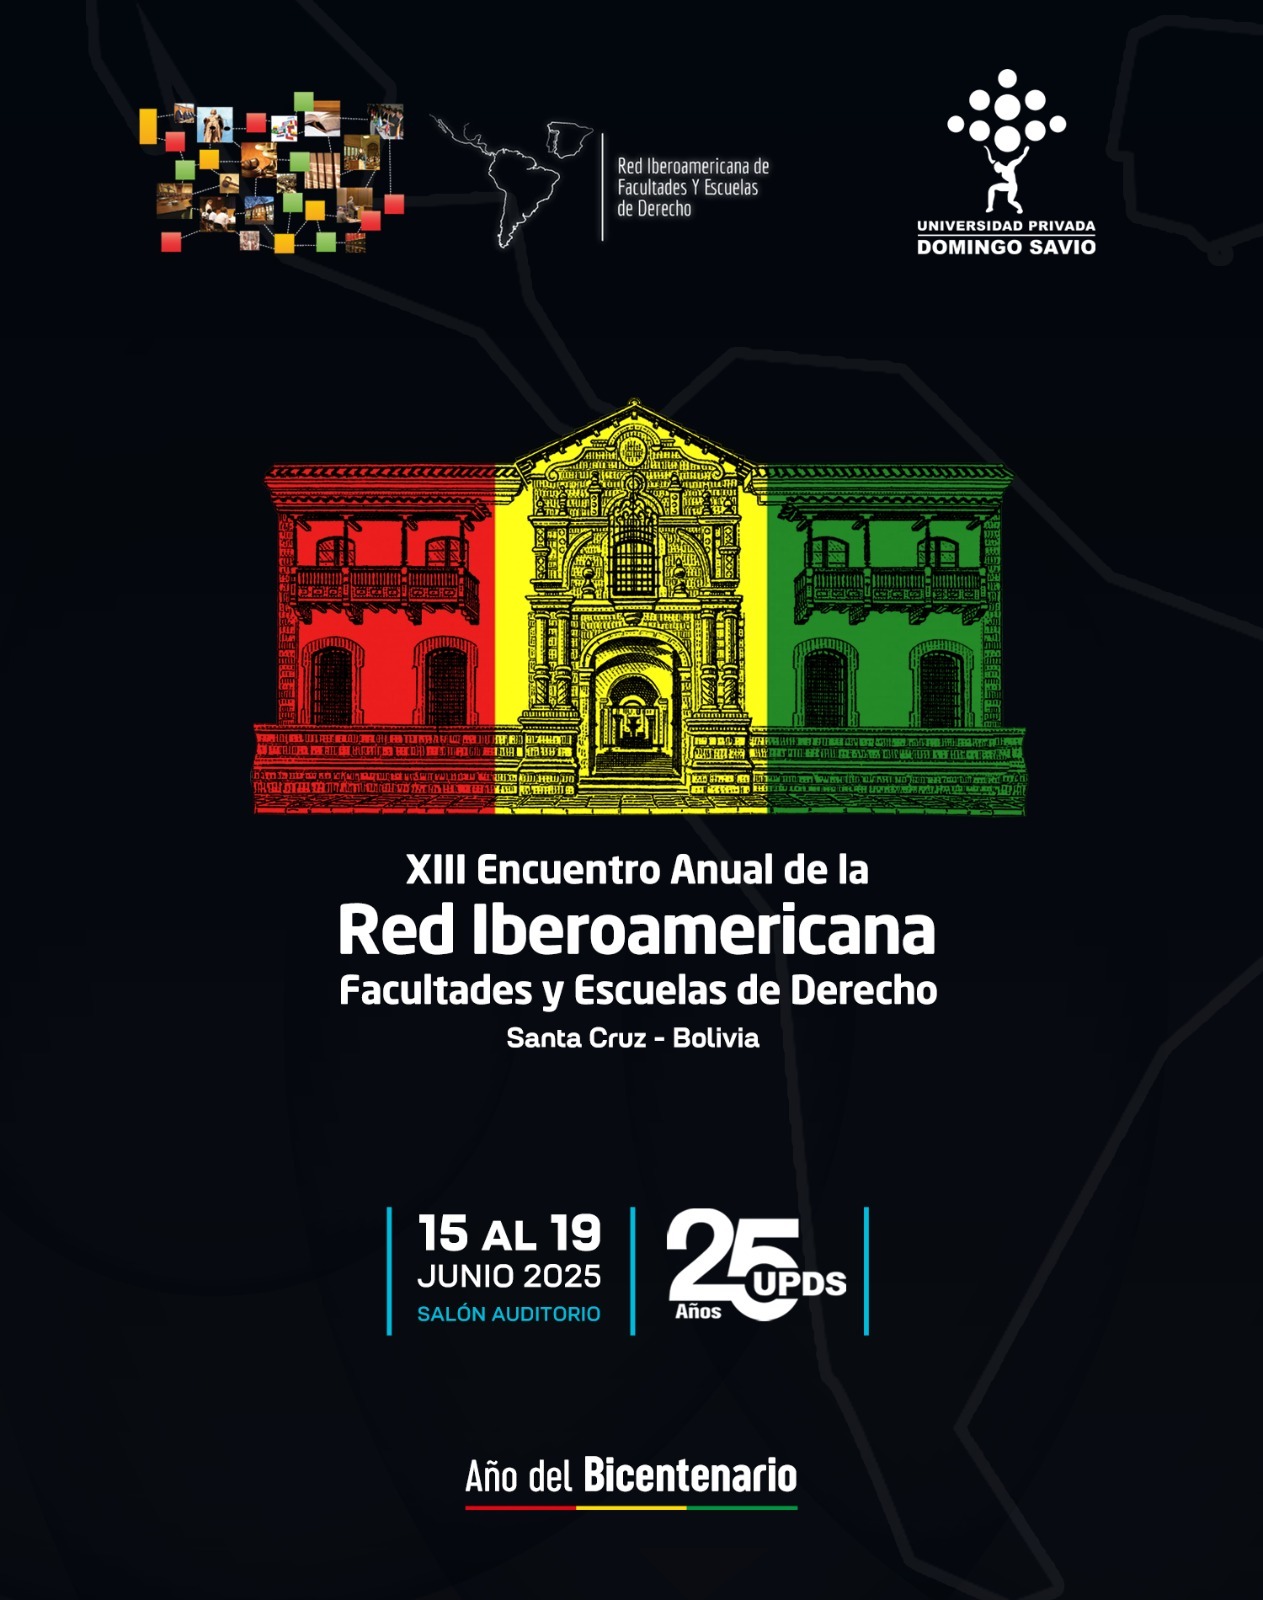 Red Iberoamericana de
Facultades Y Escuelas
de Derecho
UNIVERSIDAD PRIVADA
DOMINGO SAVIO
XIII Encuentro Anual de la
Red Iberoamericana
Facultades y Escuelas de Derecho
Santa Cruz - Bolivia
15 AL 19
JUNIO 2025
SALÓN AUDITORIO
25
Años
UPDS
Año del Bicentenario